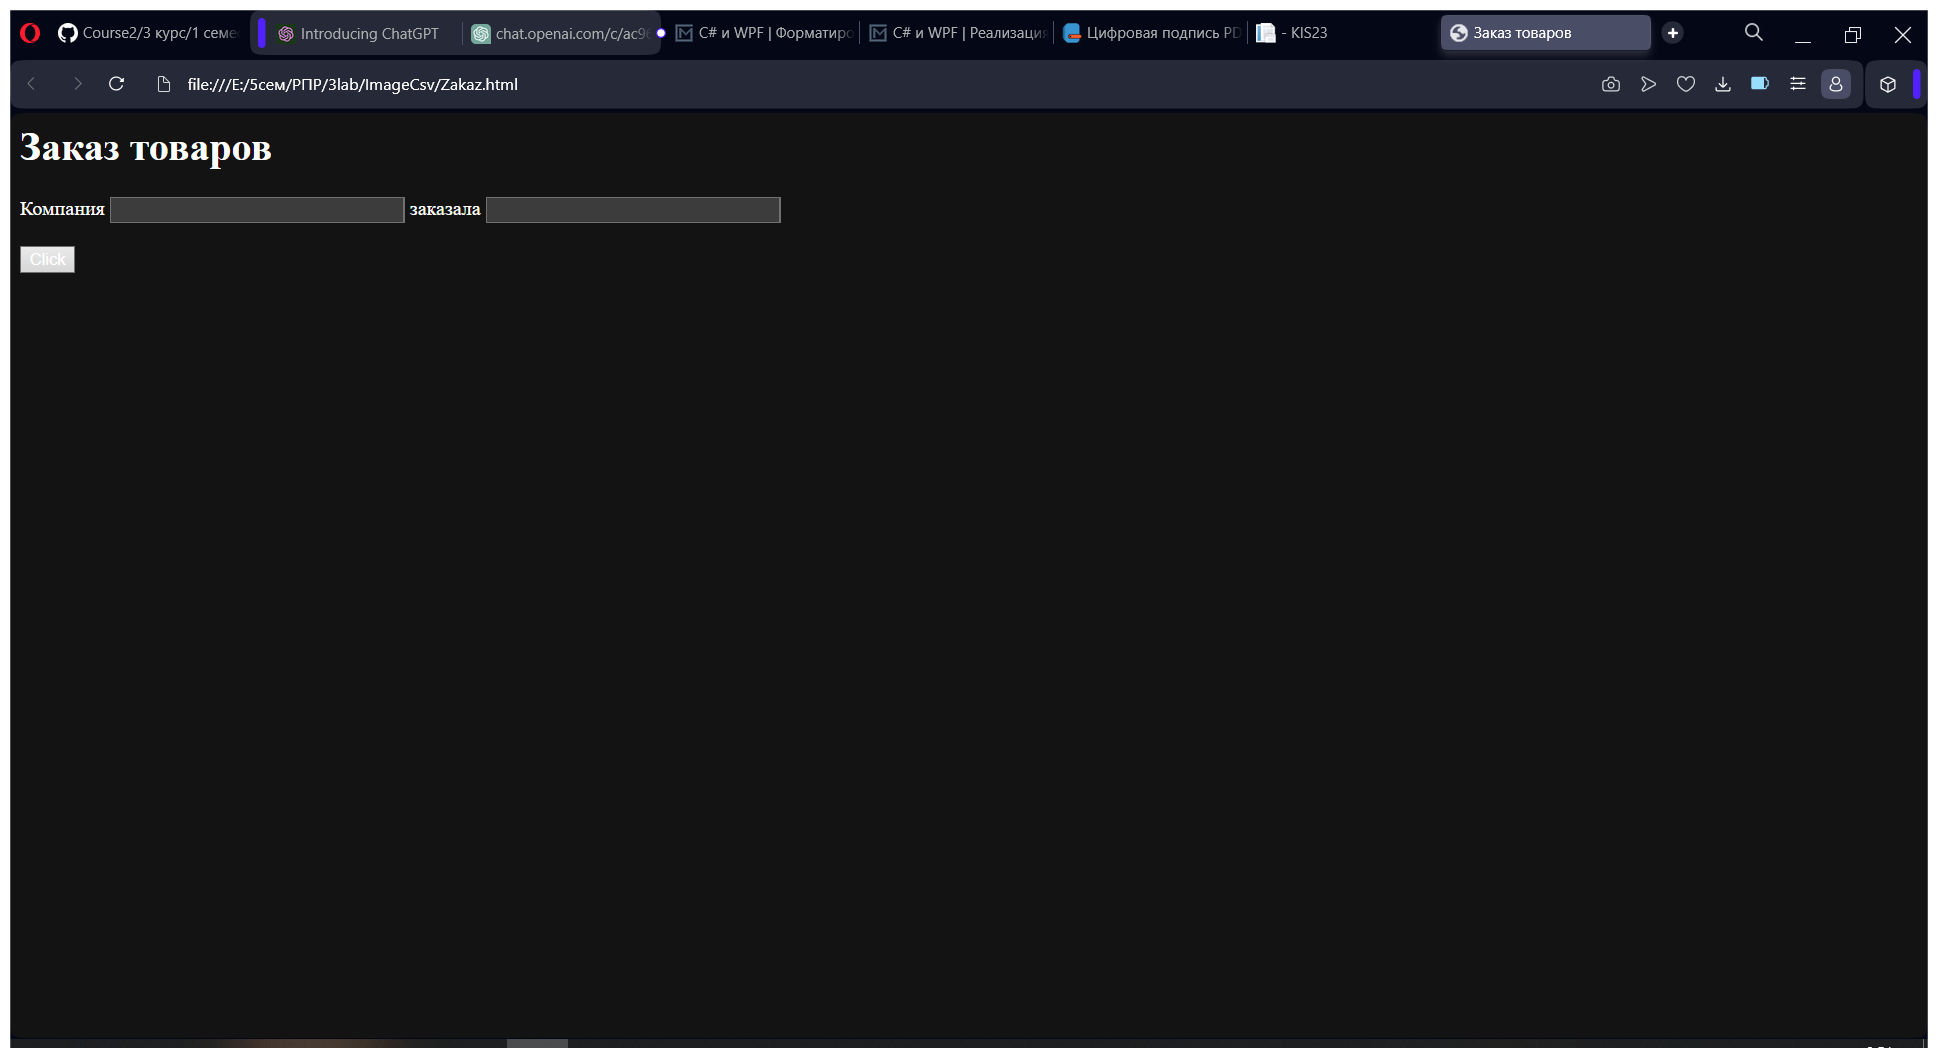 Course2/3 курс/1 семе
Introducing ChatGPT
chat.openai.com/c/ac9
C# и WPF | Форматиро
C# и WPF | Реализация
Цифровая подпись PD
- KIS23
Заказ товаров
file:///E:/5сем/РПР/3lab/ImageCsv/Zakaz.html
Заказ товаров
Компания заказала
Click